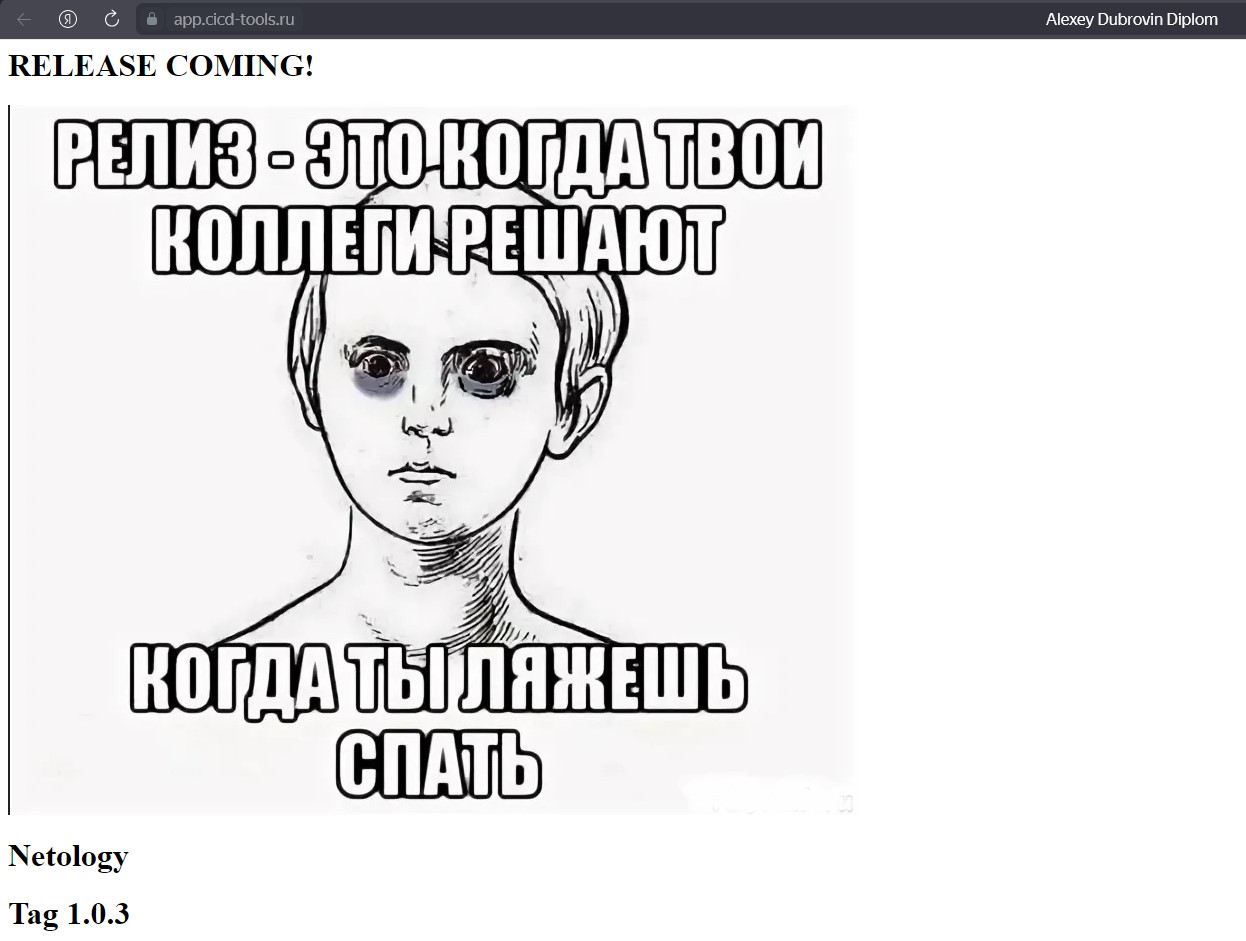 app.cicd-tools.ru
Alexey Dubrovin Diplom
RELEASE COMING!
РЕЛИЗ - ЭТО КОГДА ТВОИ
КОЛЛЕГИ РЕШАЮТ
КОГДА ТЫ ЛЯЖЕШЬ
СПАТЬ
Netology
Tag 1.0.3